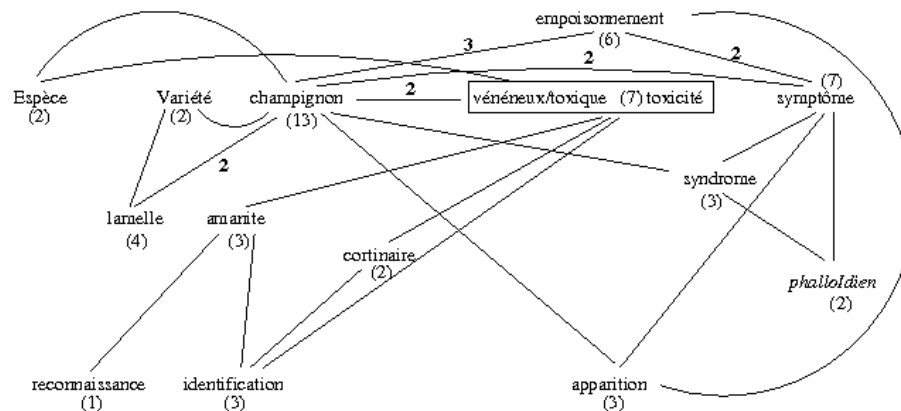 empoisonnement
(6)
3
2
2
(7)
Espèce
(2)
Variété
(2)
champignon
(13)
2
vénéneux/toxique (7) toxicité
symptôme
2
syndrome
(3)
lamelle
(4)
amanite
(3)
cortinaire
(2)
phalloIdien
(2)
reconnaissance
(1)
identification
(3)
apparition
(3)